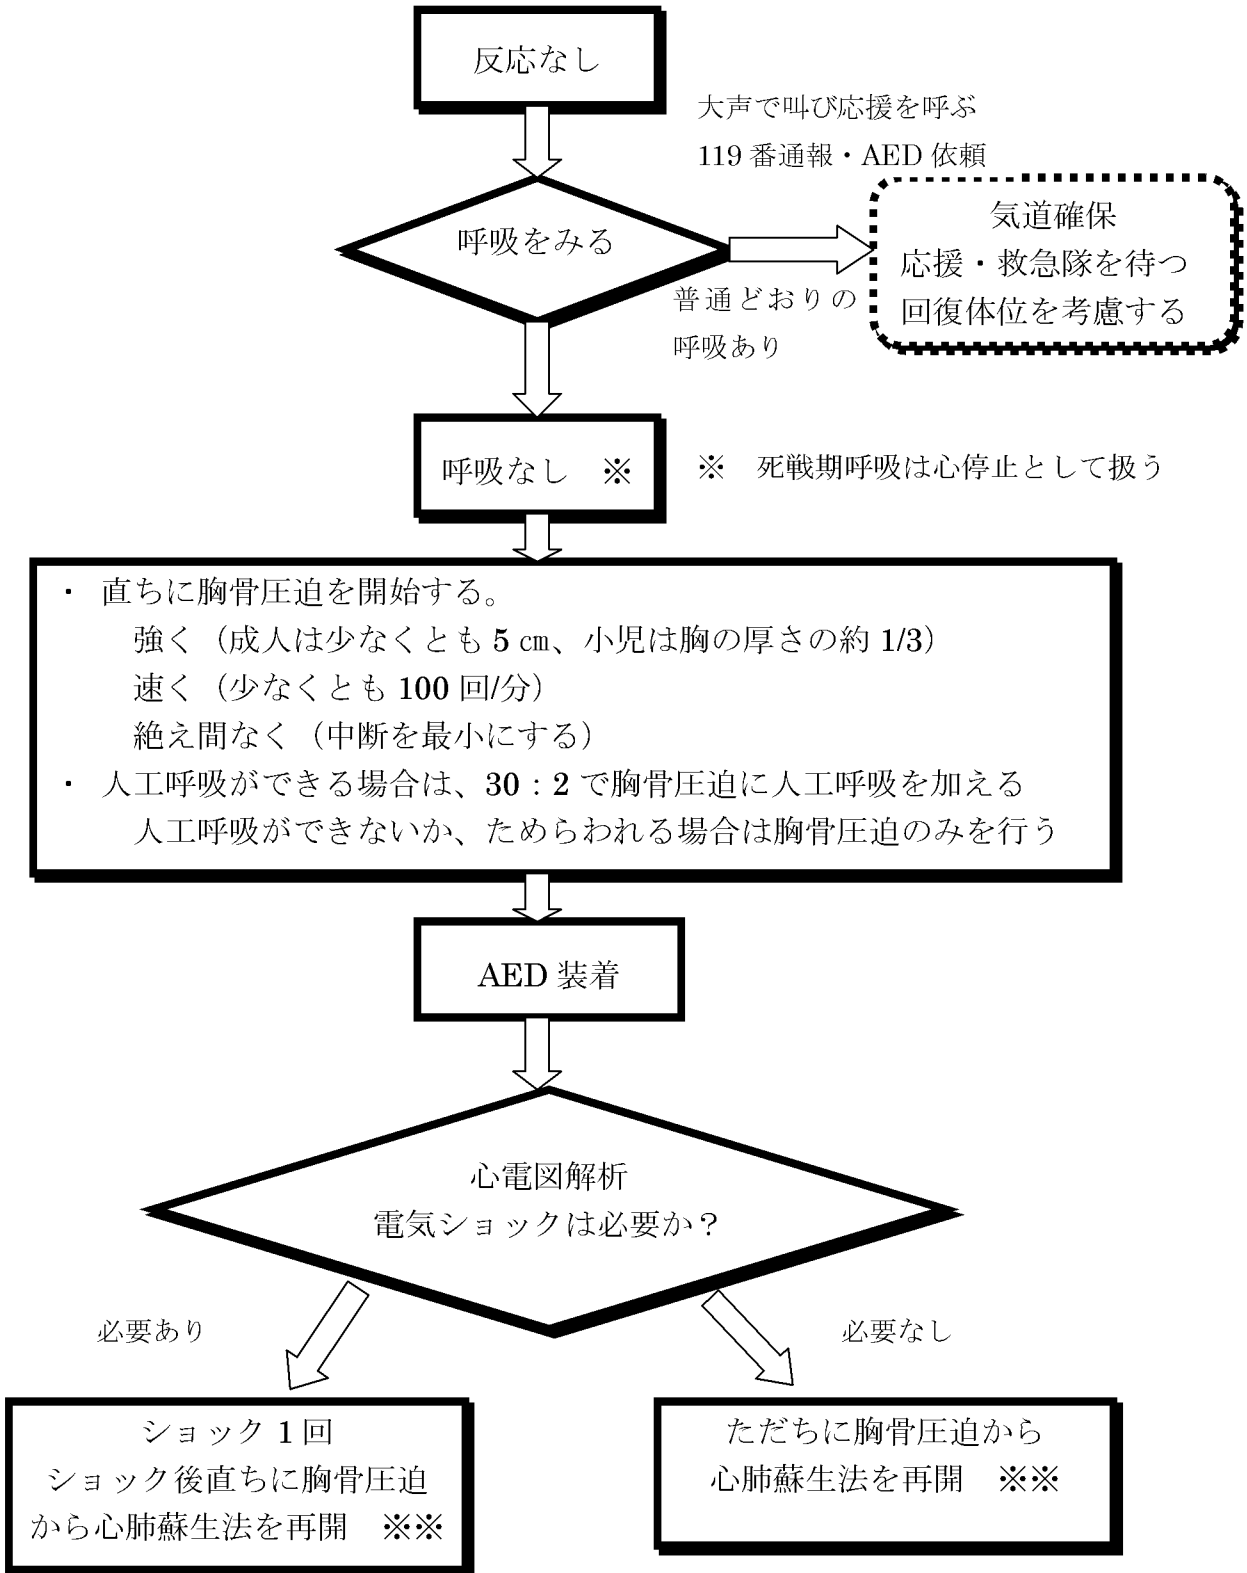 反応なし
大声で叫び応援を呼ぶ
119 番通報・AED 依頼
呼吸をみる
気道確保
応援・救急隊を待つ
回復体位を考慮する
普通どおりの
呼吸あり
呼吸なし ※
※ 死戦期呼吸は心停止として扱う
・ 直ちに胸骨圧迫を開始する。
強く（成人は少なくとも 5 ㎝、小児は胸の厚さの約 1/3）
速く（少なくとも 100 回/分）
絶え間なく（中断を最小にする）
・ 人工呼吸ができる場合は、30：2 で胸骨圧迫に人工呼吸を加える
人工呼吸ができないか、ためらわれる場合は胸骨圧迫のみを行う
AED 装着
心電図解析
電気ショックは必要か？
必要あり
必要なし
ショック 1 回
ショック後直ちに胸骨圧迫
から心肺蘇生法を再開 ※※
ただちに胸骨圧迫から
心肺蘇生法を再開 ※※